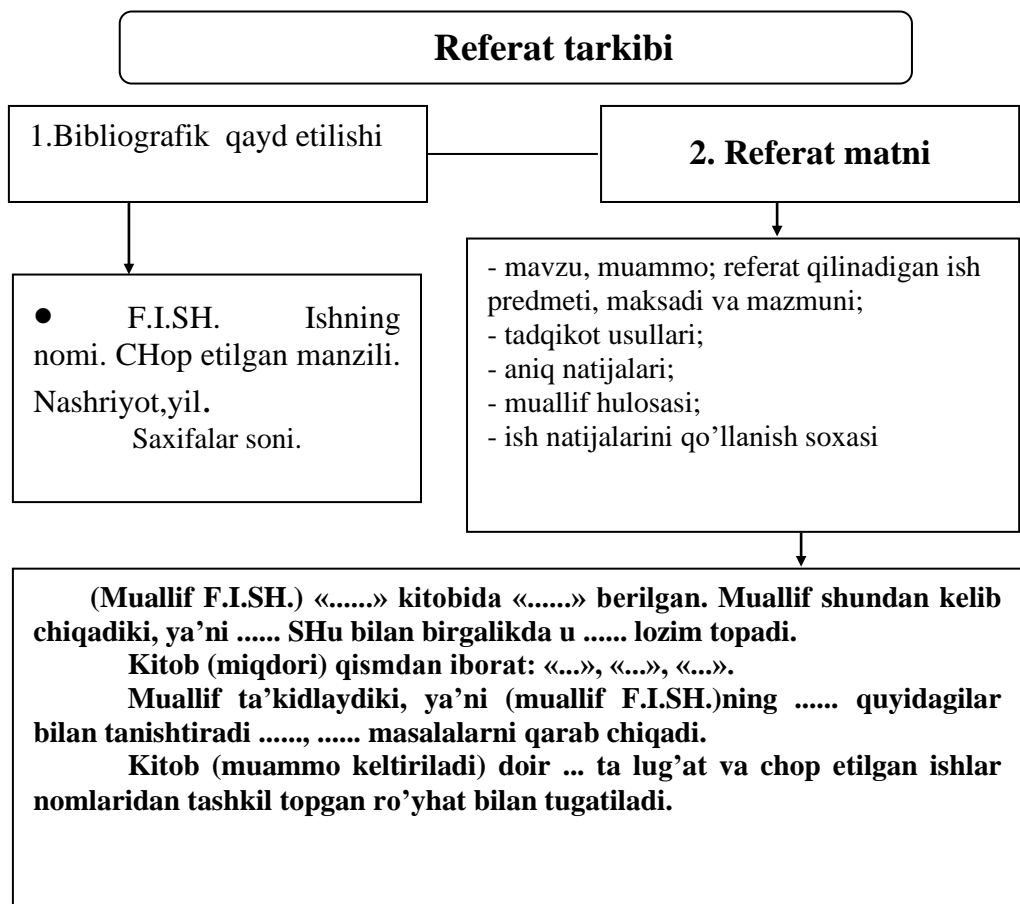 Referat tarkibi
1.Bibliografik qayd etilishi
2. Referat matni
● F.I.SH. Ishning
nomi. CHop etilgan manzili.
Nashriyot,yil.
Saxifalar soni.
- mavzu, muammo; referat qilinadigan ish
predmeti, maksadi va mazmuni;
- tadqikot usullari;
- aniq natijalari;
- muallif hulosasi;
- ish natijalarini qo’llanish soxasi
(Muallif F.I.SH.) «......» kitobida «......» berilgan. Muallif shundan kelib
chiqadiki, ya’ni ...... SHu bilan birgalikda u ...... lozim topadi.
Kitob (miqdori) qismdan iborat: «...», «...», «...».
Muallif ta’kidlaydiki, ya’ni (muallif F.I.SH.)ning ...... quyidagilar
bilan tanishtiradi ......, ...... masalalarni qarab chiqadi.
Kitob (muammo keltiriladi) doir ... ta lug’at va chop etilgan ishlar
nomlaridan tashkil topgan ro’yhat bilan tugatiladi.